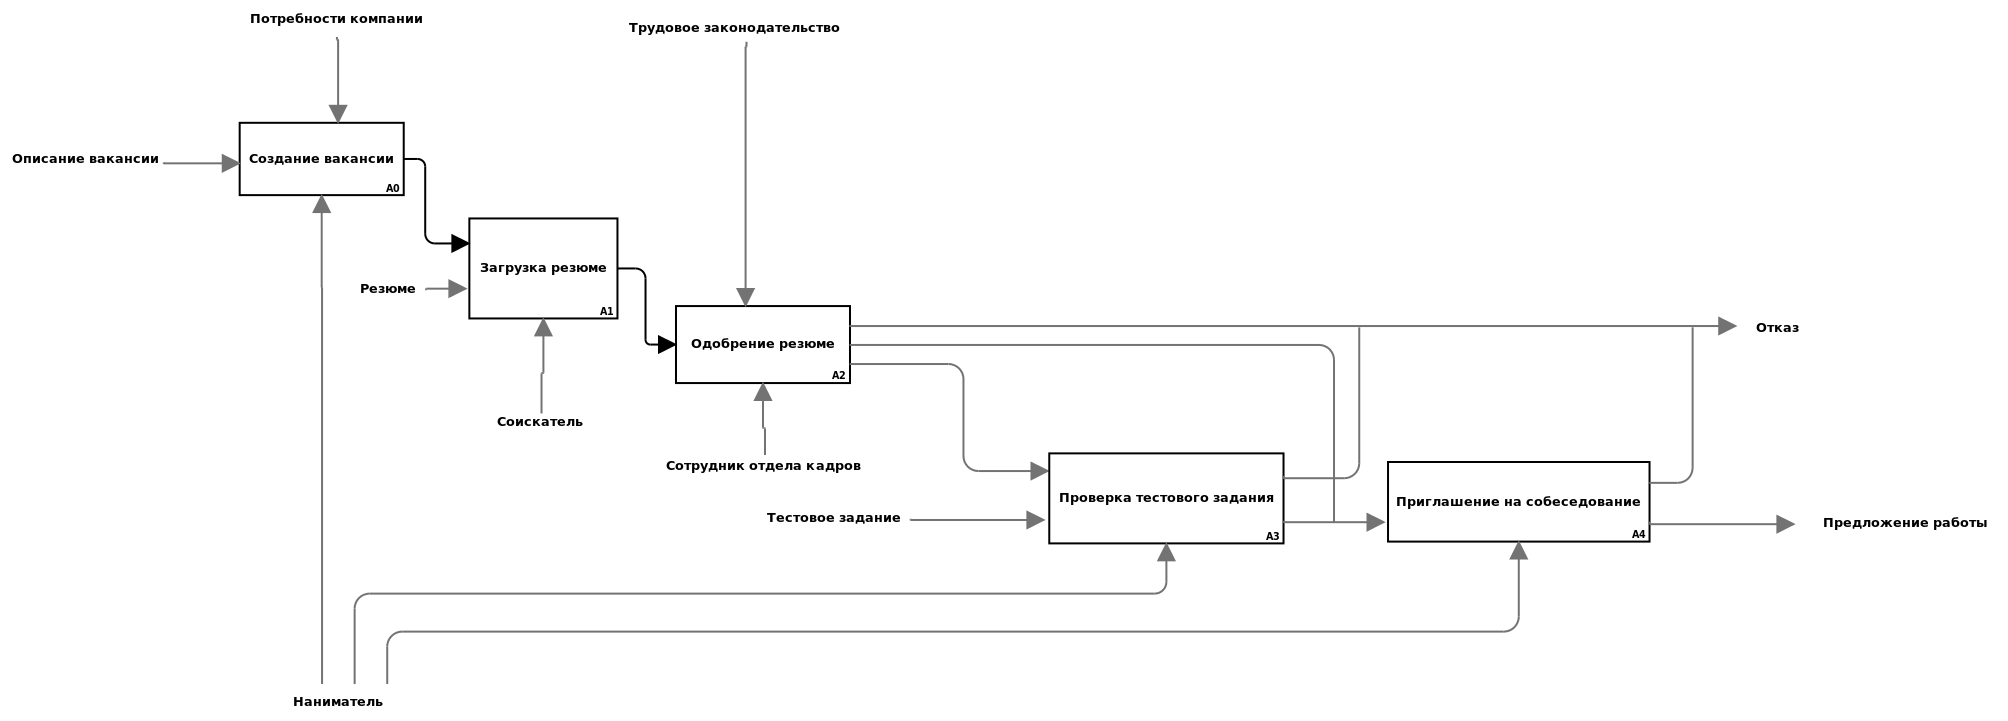 Потребности компании
Трудовое законодательство
Описание вакансии
Создание вакансии
A0
Загрузка резюме
Резюме
A1
Одобрение резюме
A2
Отказ
Соискатель
Сотрудник отдела кадров
Тестовое задание
Проверка тестового задания
A3
Приглашение на собеседование
A4
Предложение работы
Наниматель